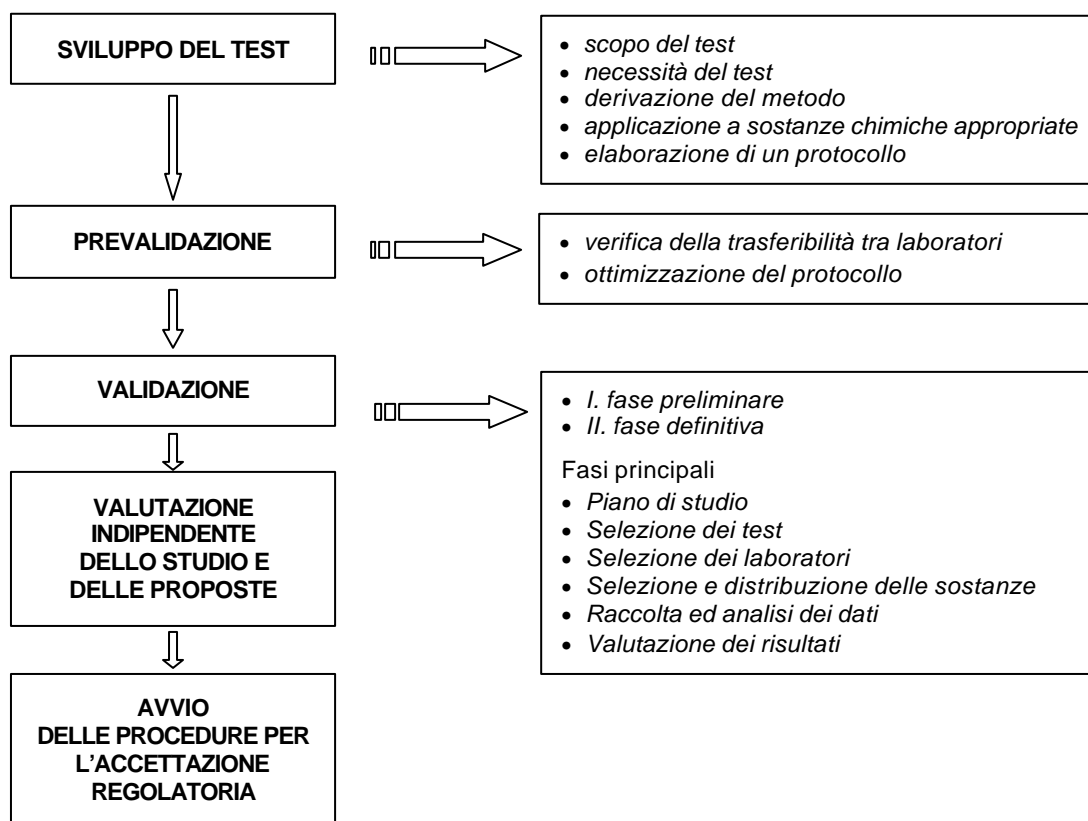 SVILUPPO DEL TEST
• scopo del test
• necessità del test
• derivazione del metodo
• applicazione a sostanze chimiche appropriate
• elaborazione di un protocollo
PREVALIDAZIONE
• verifica della trasferibilità tra laboratori
• ottimizzazione del protocollo
VALIDAZIONE
• I. fase preliminare
• II. fase definitiva
Fasi principali
• Piano di studio
• Selezione dei test
• Selezione dei laboratori
• Selezione e distribuzione delle sostanze
• Raccolta ed analisi dei dati
• Valutazione dei risultati
VALUTAZIONE
INDIPENDENTE
DELLO STUDIO E
DELLE PROPOSTE
AVVIO
DELLE PROCEDURE PER
L’ACCETTAZIONE
REGOLATORIA